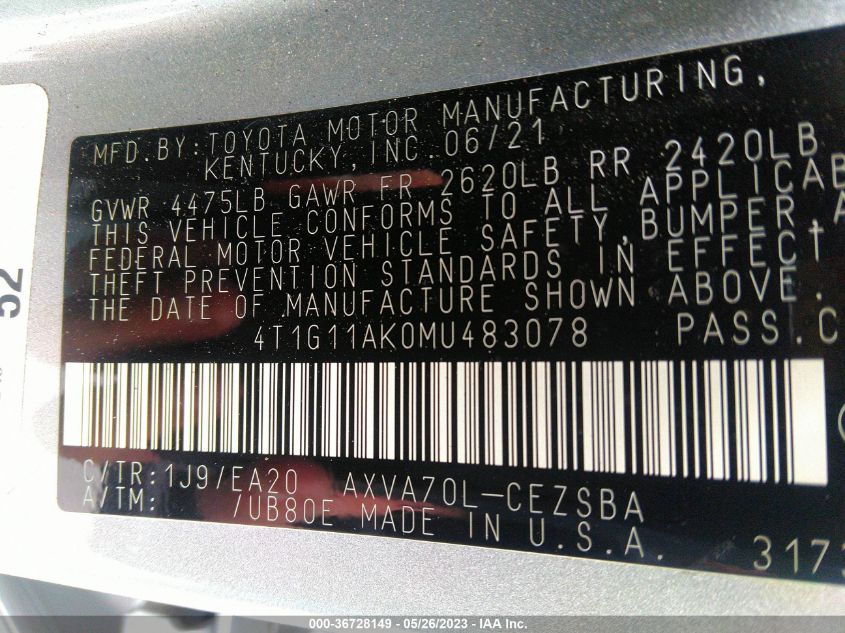 MFD.BY:TOYOTA MOTOR MANUFACTURING,
KENTUCKY,INC 06/21
GVWR 4475LB GAWR FR 2620LB RR 2420LB
THIS VEHICLE CONFORMS TO ALL APPLICAB
FEDERAL MOTOR VEHICLE SAFETY,BUMPER,A
THEFT PREVENTION STANDARDS IN EFFECT
THE DATE OF MANUFACTURE SHOWN ABOVE.
4T1G11AK0MU483078 PASS.C
C/TR:1J9/EA20 AXVA70L-CEZSBA
A/TM: /UB80E MADE IN U.S.A.
3173
52
000-36728149 - 05/26/2023 - IAA Inc.